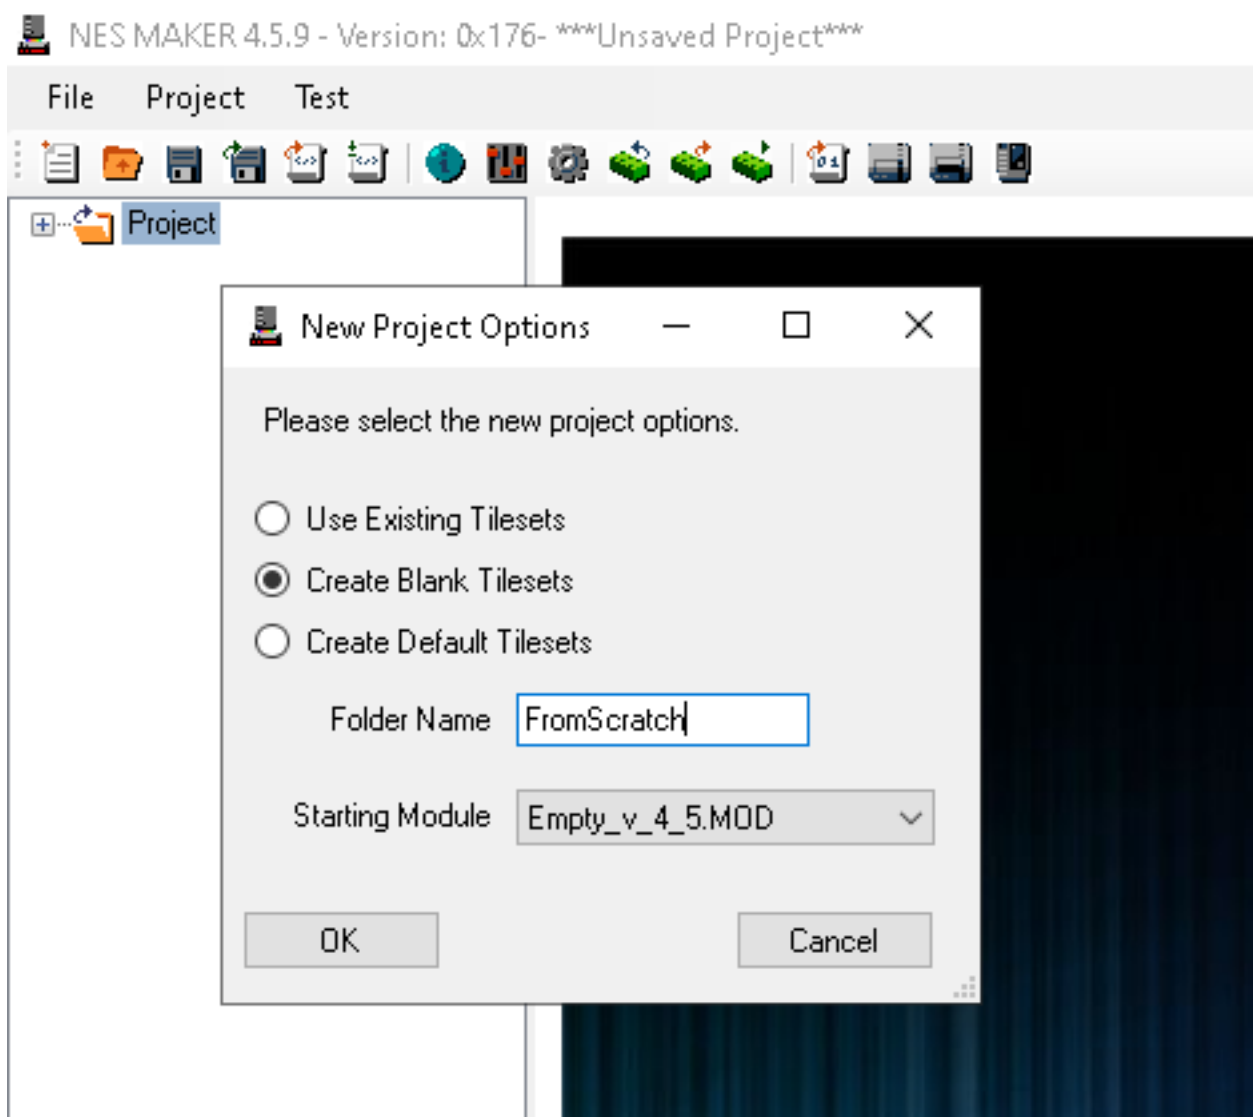 NES MAKER 4.5.9 - Version: 0x176- ***Unsaved Project***
File Project Test
Project
New Project Options
Please select the new project options.
Use Existing Tilesets
Create Blank Tilesets
Create Default Tilesets
Folder Name FromScratch
Starting Module Empty_v_4_5.MOD
OK Cancel